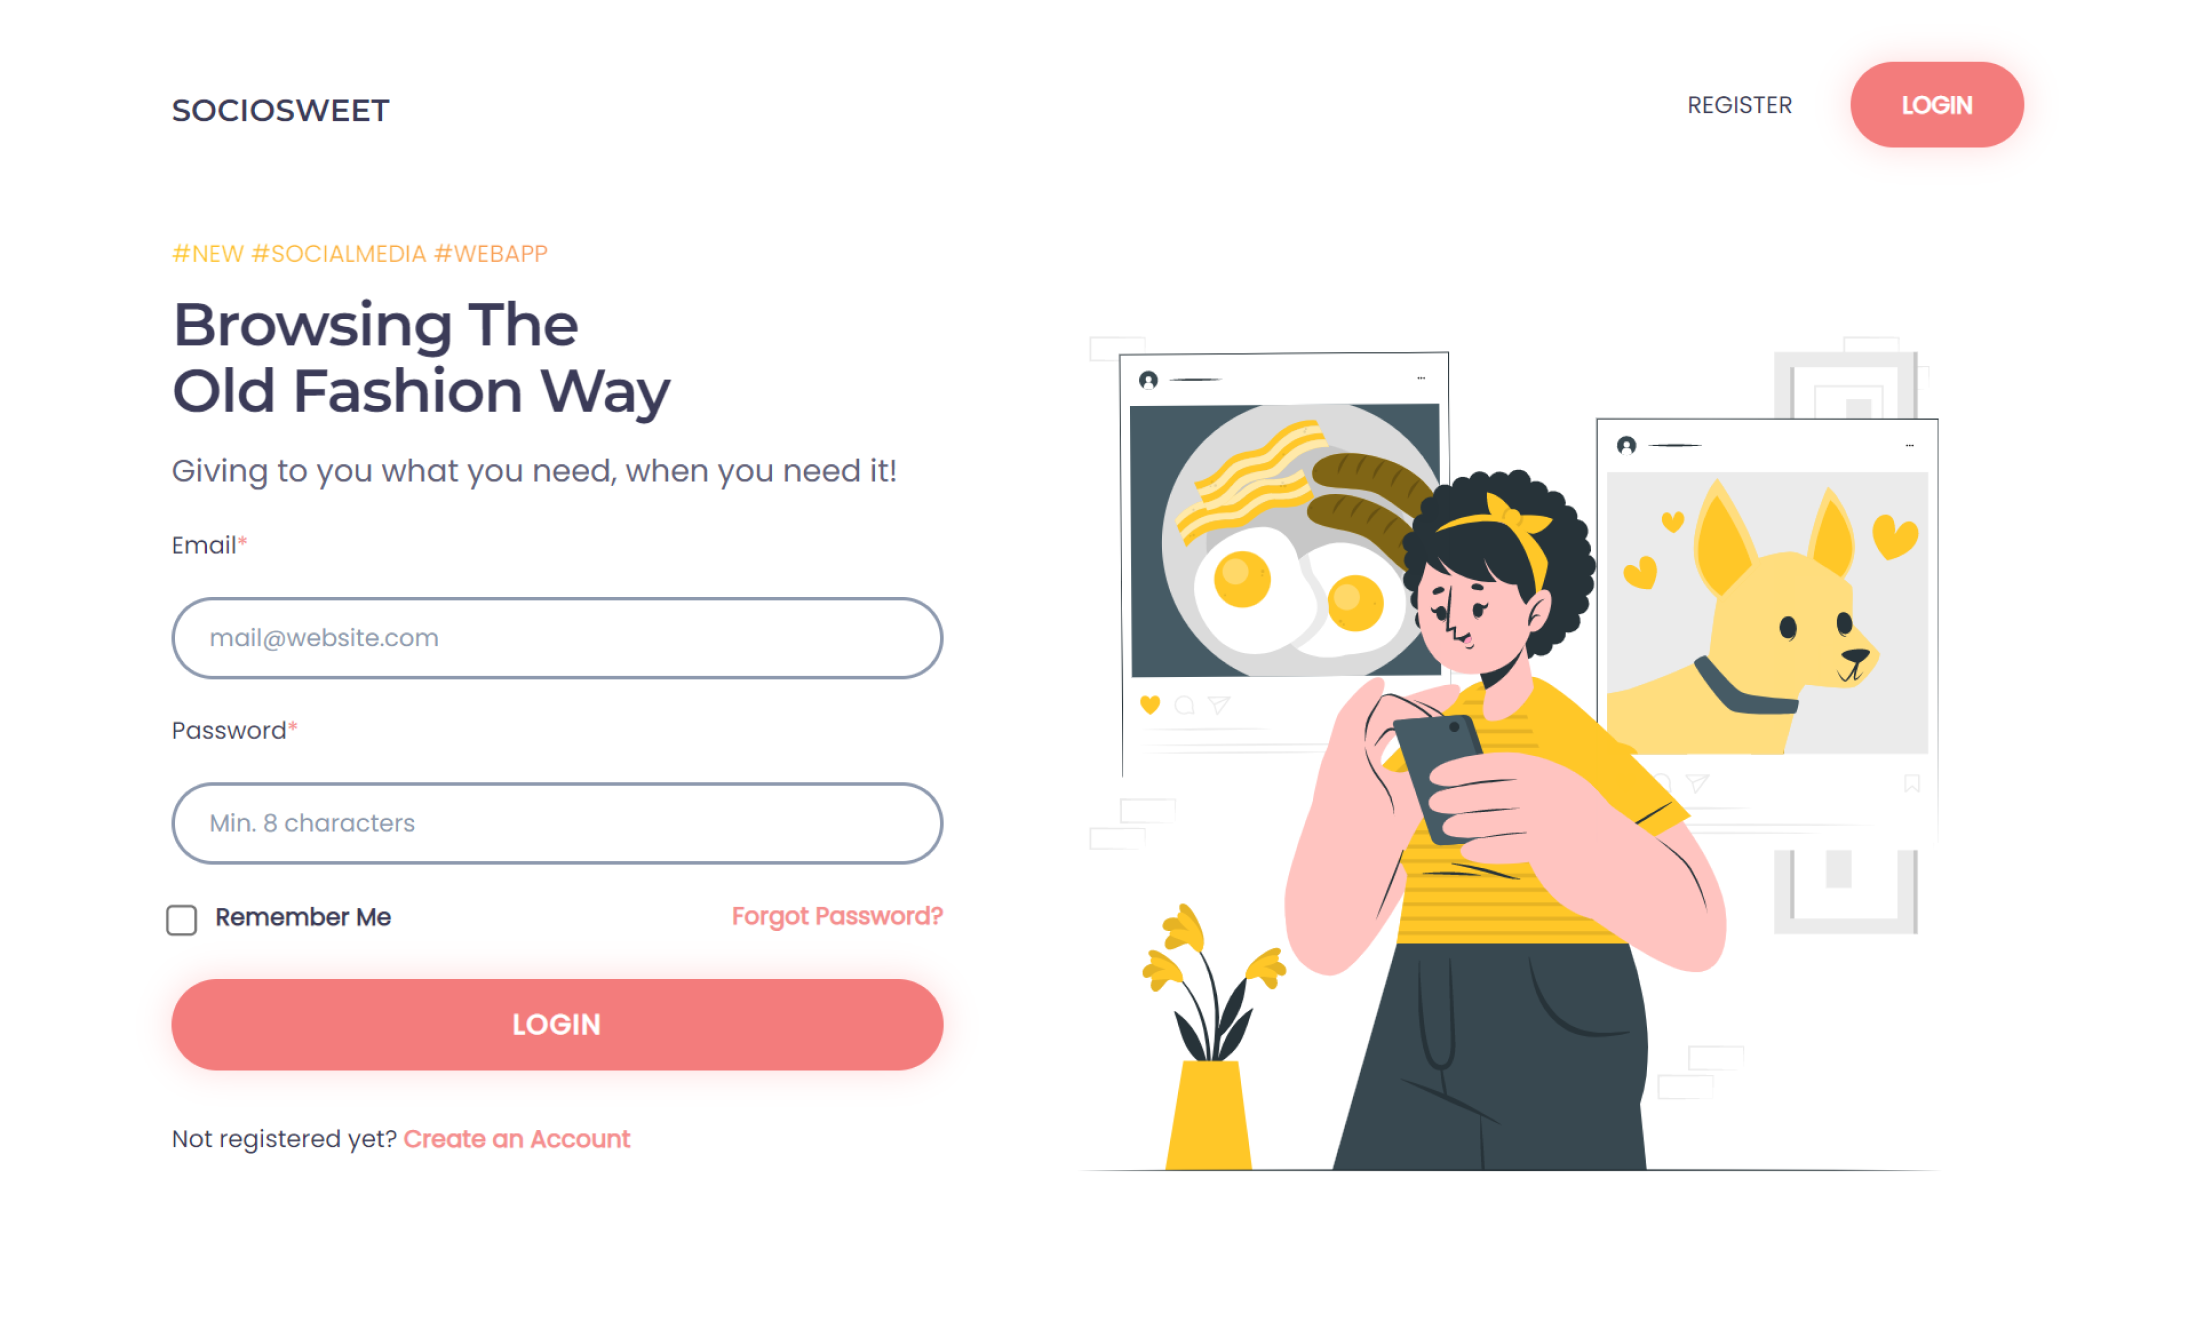 SOCIOSWEET
REGISTER
LOGIN
#NEW #SOCIALMEDIA #WEBAPP
Browsing The
Old Fashion Way
Giving to you what you need, when you need it!
Email*
mail@website.com
Password*
Min. 8 characters
Remember Me
Forgot Password?
LOGIN
Not registered yet? Create an Account